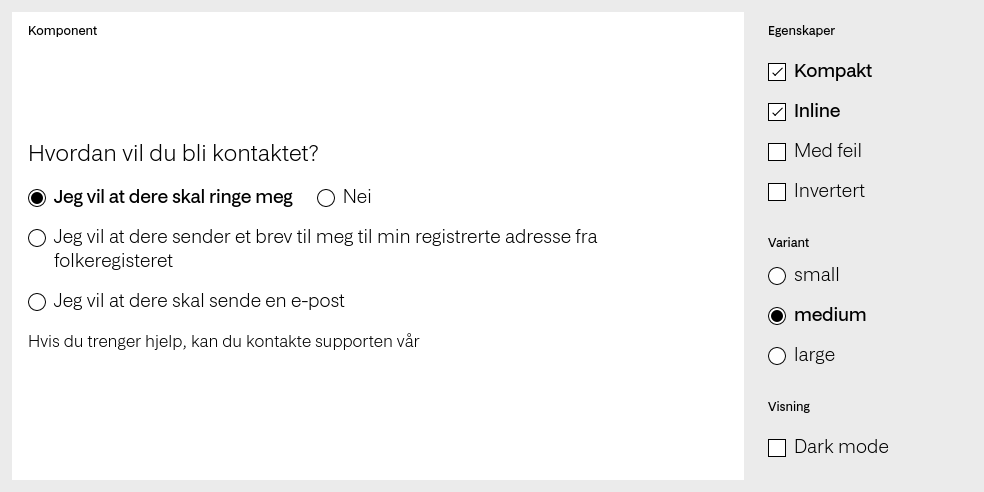 Komponent
Hvordan vil du bli kontaktet?
Jeg vil at dere skal ringe meg
Nei
Jeg vil at dere sender et brev til meg til min registrerte adresse fra
folkeregisteret
Jeg vil at dere skal sende en e-post
Hvis du trenger hjelp, kan du kontakte supporten vår
Egenskaper
Kompakt
Inline
Med feil
Invertert
Variant
small
medium
large
Visning
Dark mode